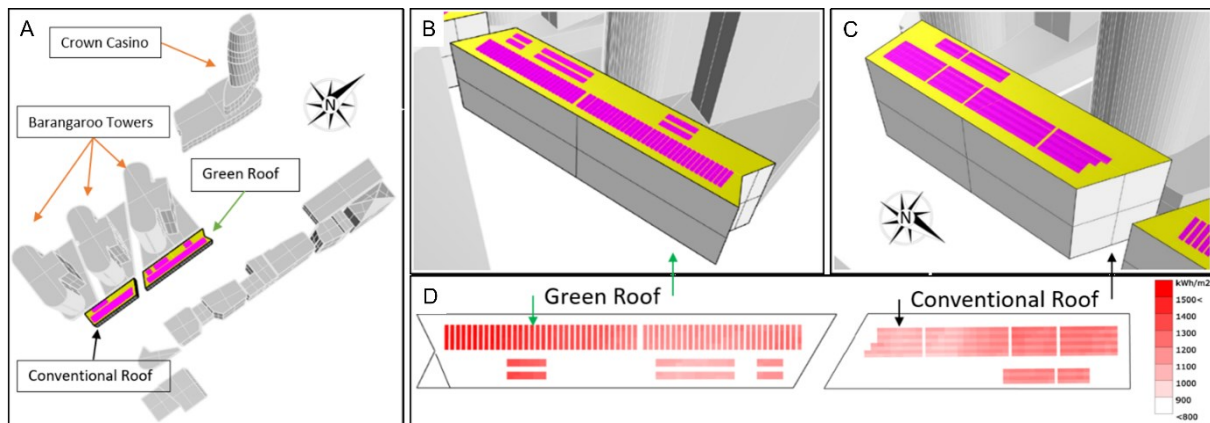 A
Crown Casino
N
Barangaroo Towers
Green Roof
Conventional Roof
B
C
N
D
Green Roof
Conventional Roof
kWh/m2
1500<
1400
1300
1200
1100
1000
900
<800